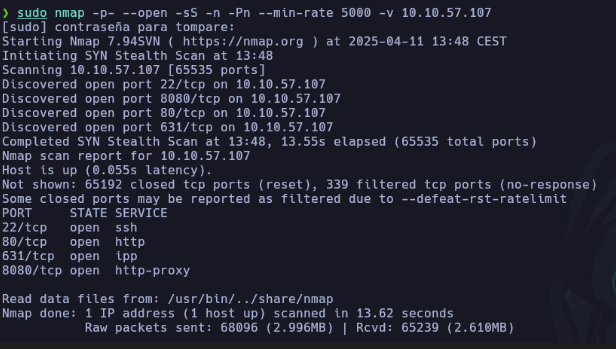 ❯ sudo nmap -p- --open -sS -n -Pn --min-rate 5000 -v 10.10.57.107
[sudo] contraseña para tompare:
Starting Nmap 7.94SVN ( https://nmap.org ) at 2025-04-11 13:48 CEST
Initiating SYN Stealth Scan at 13:48
Scanning 10.10.57.107 [65535 ports]
Discovered open port 22/tcp on 10.10.57.107
Discovered open port 8080/tcp on 10.10.57.107
Discovered open port 80/tcp on 10.10.57.107
Discovered open port 631/tcp on 10.10.57.107
Completed SYN Stealth Scan at 13:48, 13.55s elapsed (65535 total ports)
Nmap scan report for 10.10.57.107
Host is up (0.055s latency).
Not shown: 65192 closed tcp ports (reset), 339 filtered tcp ports (no-response)
Some closed ports may be reported as filtered due to --defeat-rst-ratelimit
PORT     STATE SERVICE
22/tcp   open  ssh
80/tcp   open  http
631/tcp  open  ipp
8080/tcp open  http-proxy
Read data files from: /usr/bin/../share/nmap
Nmap done: 1 IP address (1 host up) scanned in 13.62 seconds
           Raw packets sent: 68096 (2.996MB) | Rcvd: 65239 (2.610MB)